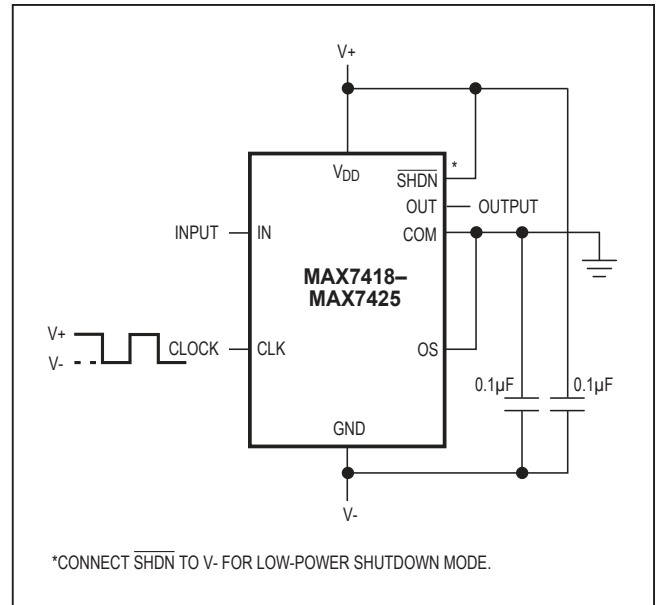 V+
VDD
*
SHDN
OUT
OUTPUT
INPUT
IN
COM
MAX7418–
MAX7425
V+
V-
CLOCK
CLK
OS
0.1µF
0.1µF
GND
V-
*CONNECT SHDN TO V- FOR LOW-POWER SHUTDOWN MODE.